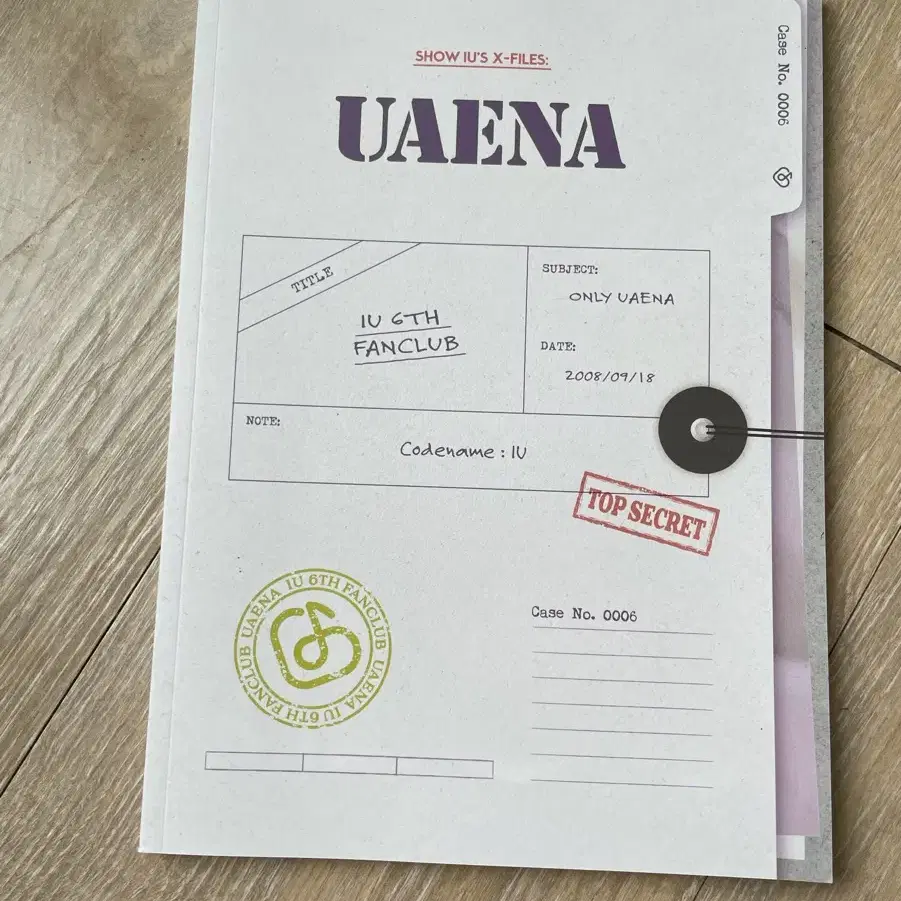 SHOW IU'S X-FILES:
UAENA
Case No. 0006
TITLE
IU 6TH
FANCLUB
SUBJECT:
ONLY UAENA
DATE:
2008/09/18
NOTE:
Codename : IU
TOP SECRET
UAENA IU 6TH FANCLUB UAENA IU 6TH FANCLUB
Case No. 0006